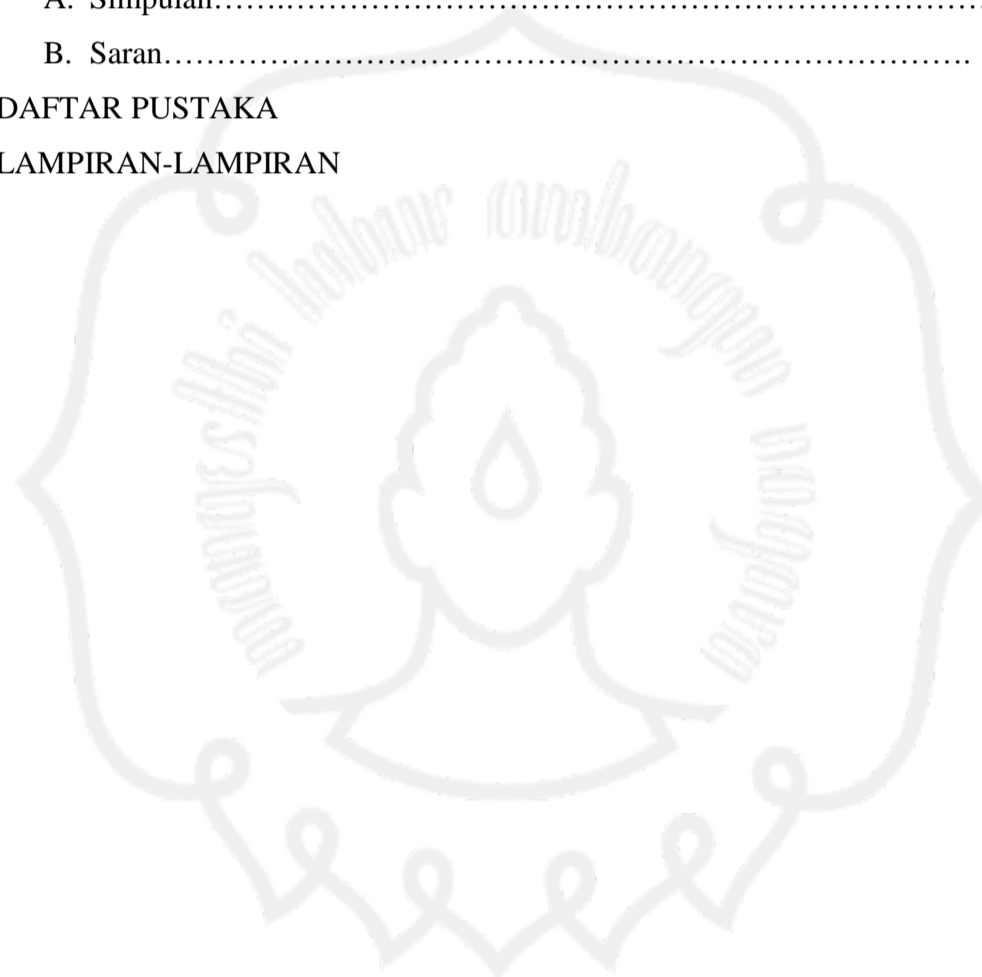 A. Simpulan…………………………………………………………………………
B. Saran……………………………………………………………………………….
DAFTAR PUSTAKA
LAMPIRAN-LAMPIRAN